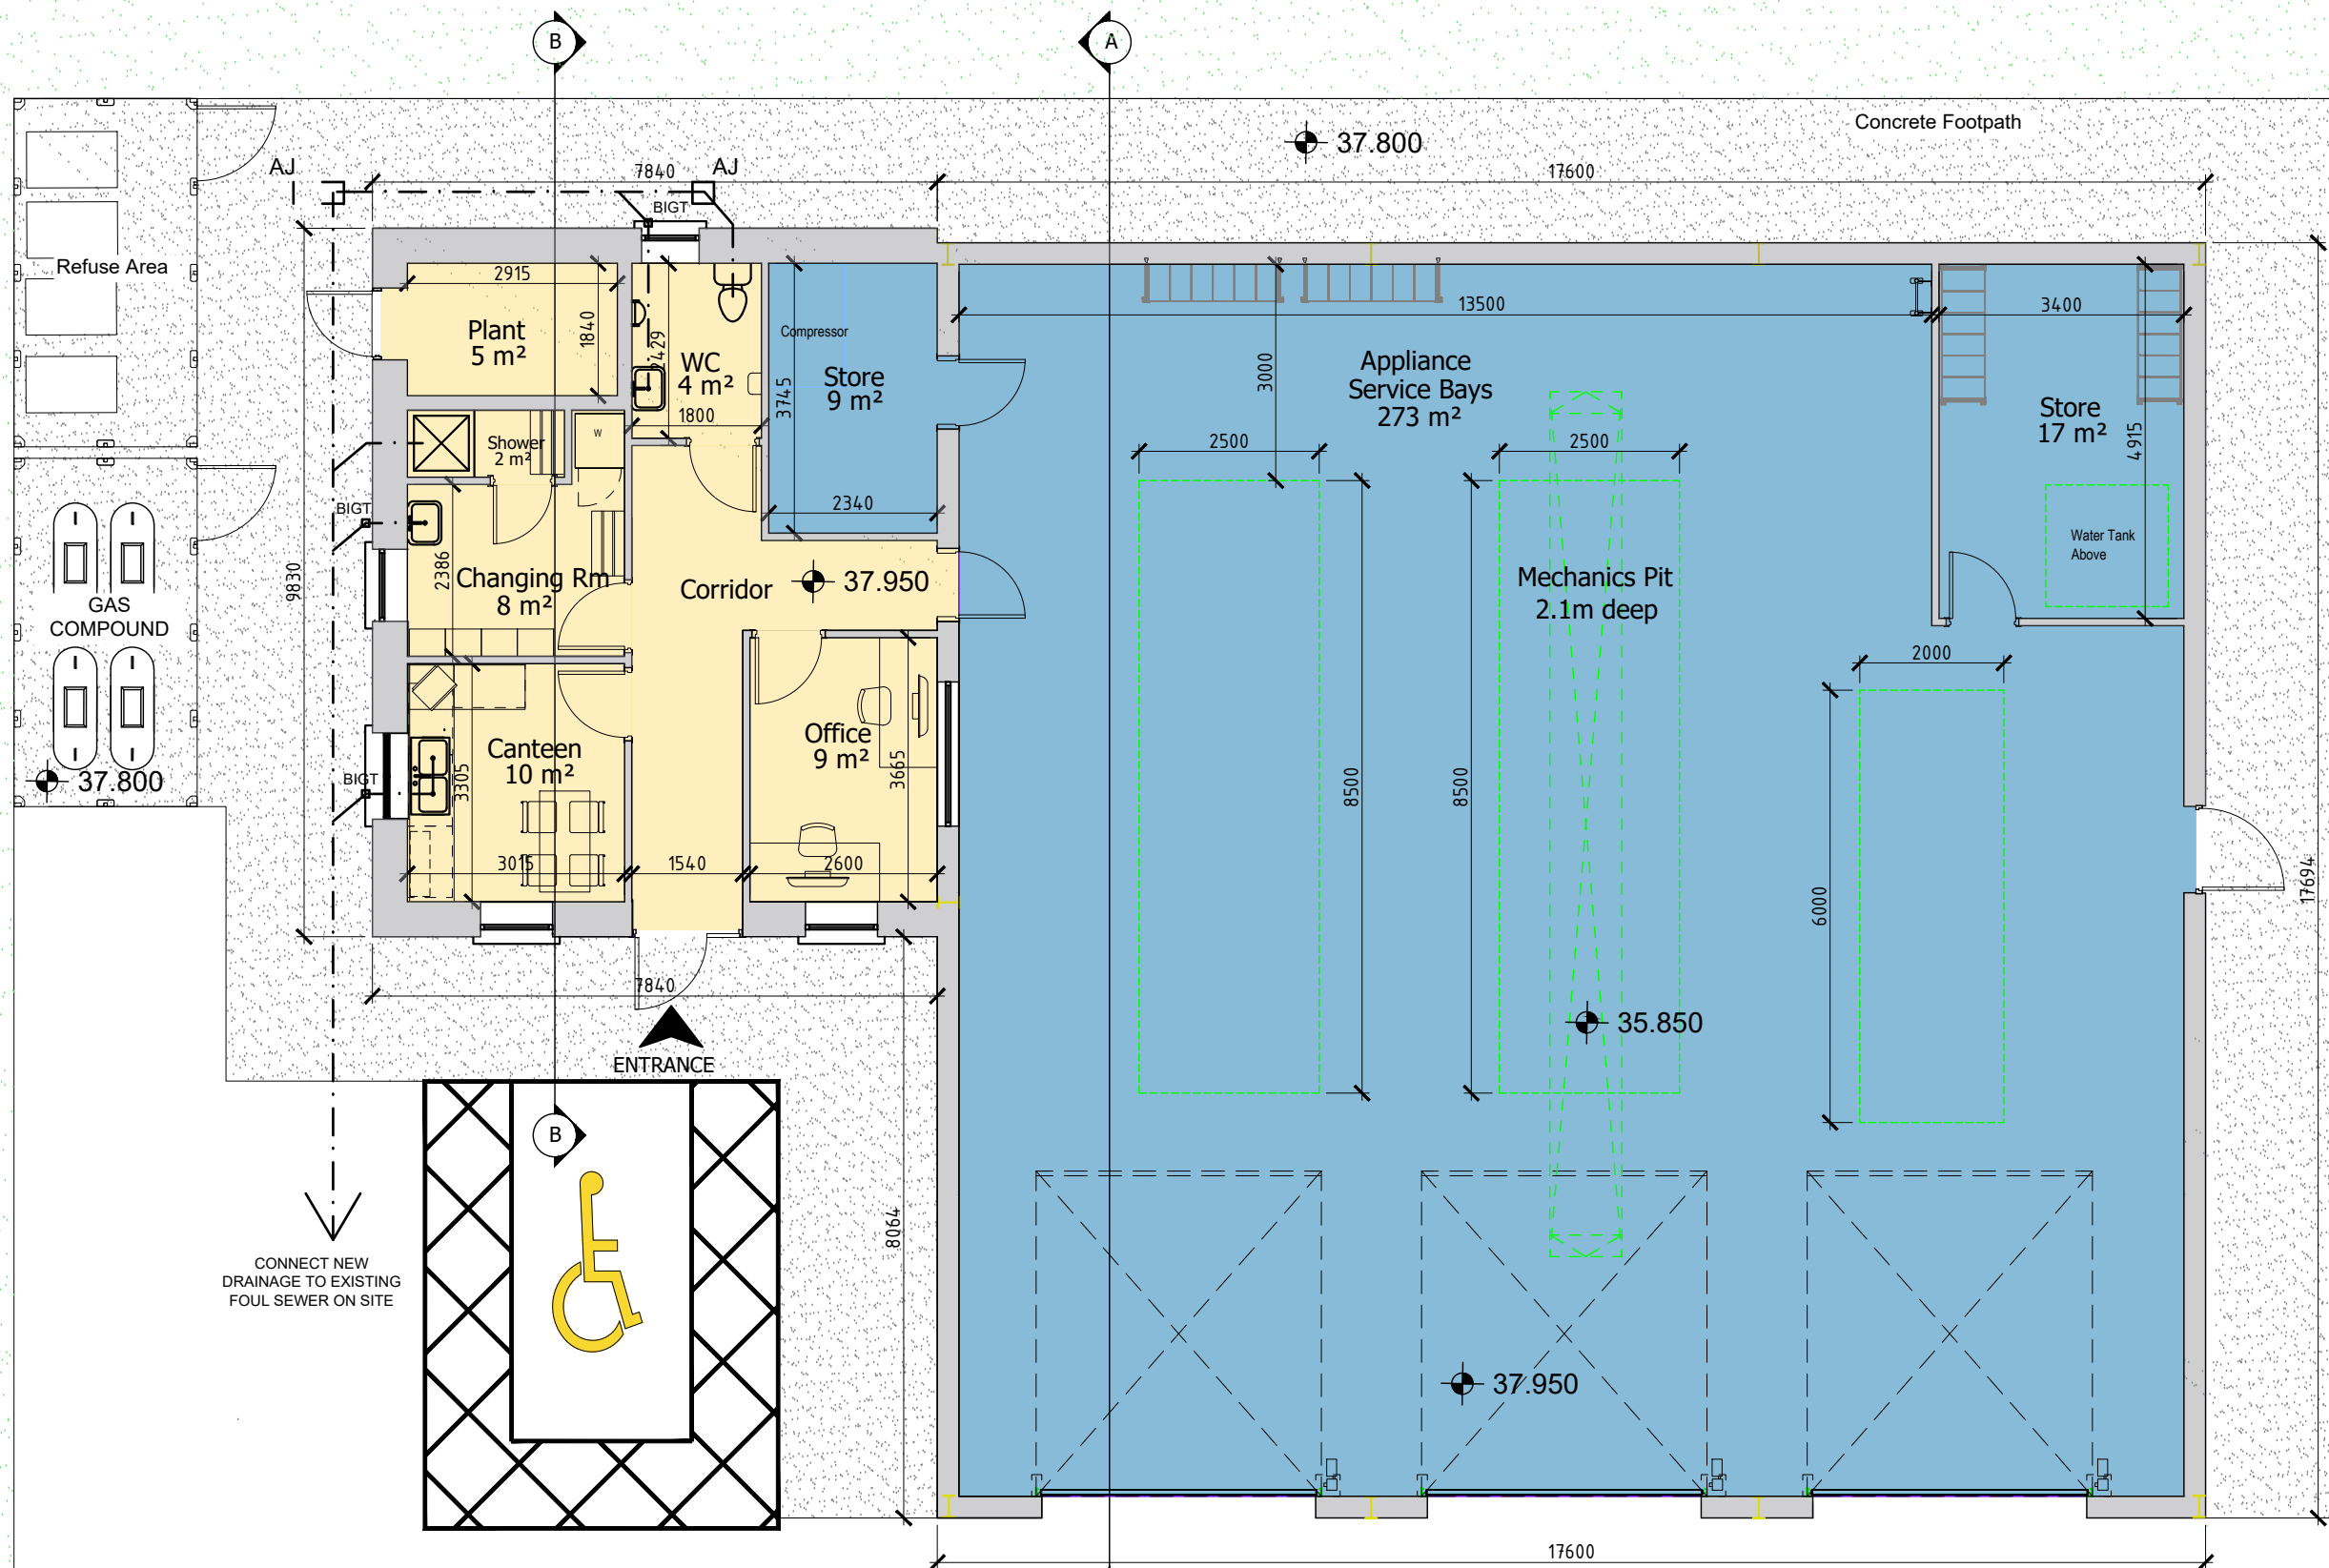 B
A
Concrete Footpath
37.800
AJ
7840
AJ
17600
BIGT
Refuse Area
2915
13500
3400
Plant
5 m²
1840
2429
WC
4 m²
1800
Compressor
Store
9 m²
3745
2340
3000
Appliance
Service Bays
273 m²
Store
17 m²
4915
2500
2500
Shower
2 m²
W
BIGT
2386
Changing Rm
8 m²
Corridor
37.950
Mechanics Pit
2.1m deep
Water Tank
Above
GAS
COMPOUND
9830
2000
37.800
BIGT
Canteen
10 m²
3305
Office
9 m²
3665
8500
8500
6000
17694
3015
1540
2600
7840
ENTRANCE
35.850
B
8064
CONNECT NEW
DRAINAGE TO EXISTING
FOUL SEWER ON SITE
37.950
17600